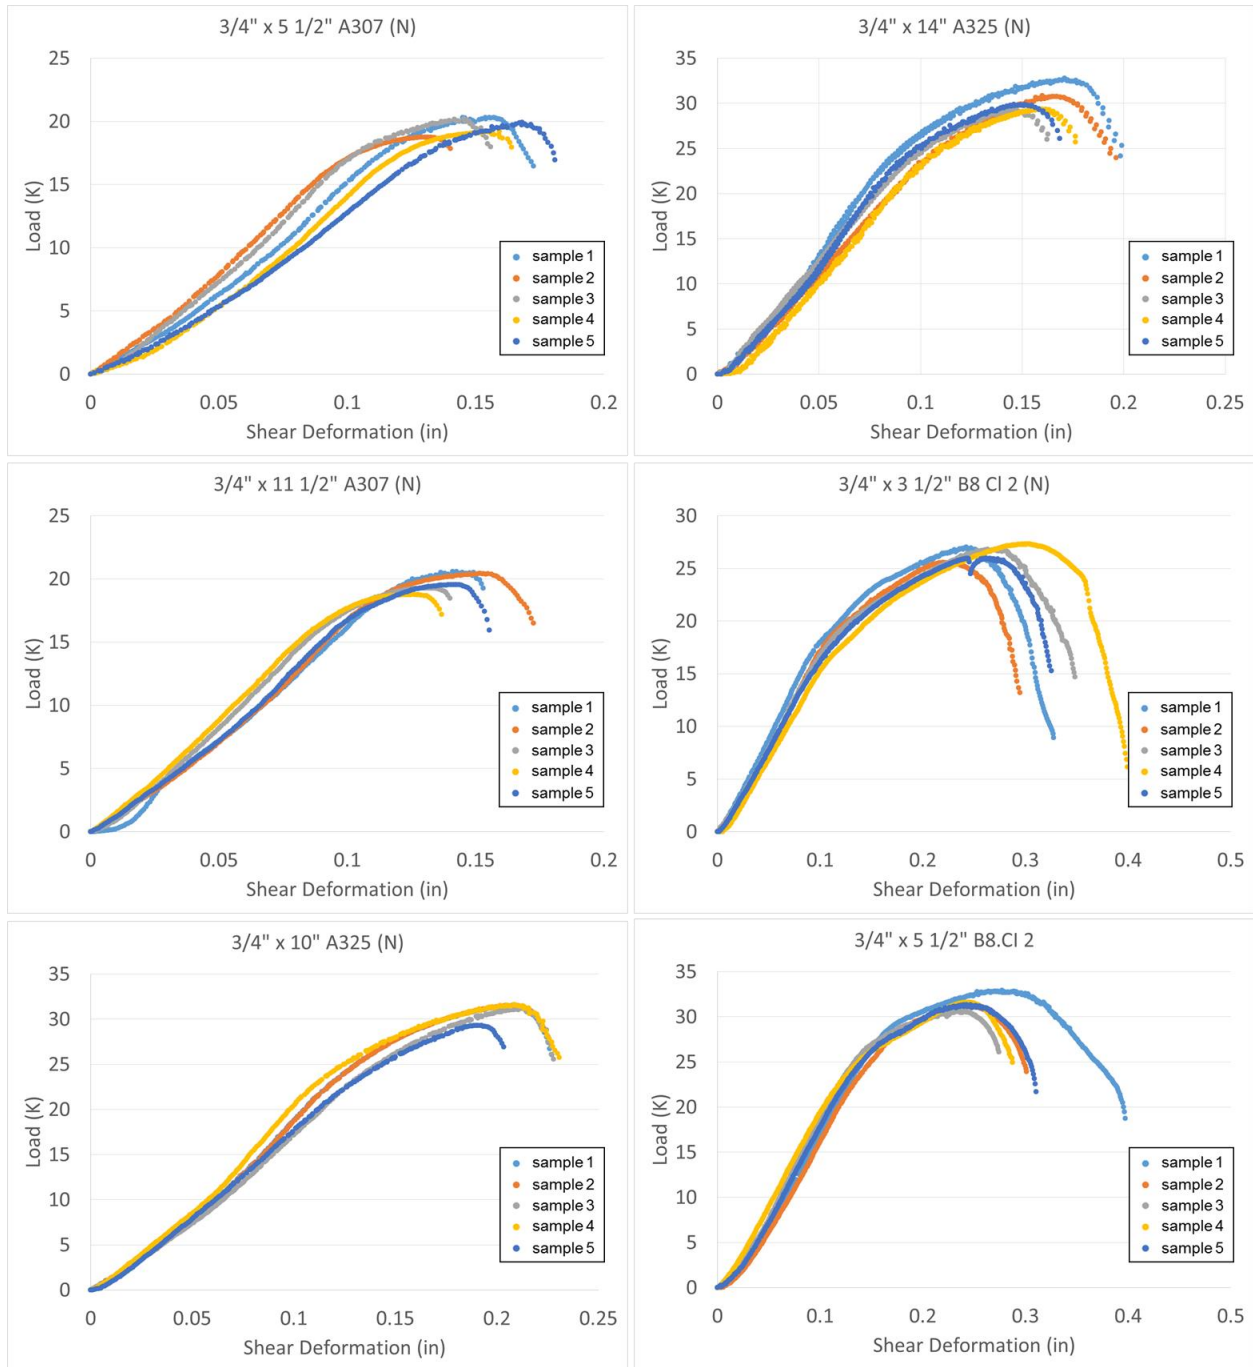 3/4" x 5 1/2" A307 (N)
25
20
15
10
5
0
Load (K)
0 0.05 0.1 0.15 0.2
Shear Deformation (in)
sample 1
sample 2
sample 3
sample 4
sample 5
3/4" x 14" A325 (N)
35
30
25
20
15
10
5
0
Load (K)
0 0.05 0.1 0.15 0.2 0.25
Shear Deformation (in)
sample 1
sample 2
sample 3
sample 4
sample 5
3/4" x 11 1/2" A307 (N)
25
20
15
10
5
0
Load (K)
0 0.05 0.1 0.15 0.2
Shear Deformation (in)
sample 1
sample 2
sample 3
sample 4
sample 5
3/4" x 3 1/2" B8 Cl 2 (N)
30
25
20
15
10
5
0
Load (K)
0 0.1 0.2 0.3 0.4 0.5
Shear Deformation (in)
sample 1
sample 2
sample 3
sample 4
sample 5
3/4" x 10" A325 (N)
35
30
25
20
15
10
5
0
Load (K)
0 0.05 0.1 0.15 0.2 0.25
Shear Deformation (in)
sample 1
sample 2
sample 3
sample 4
sample 5
3/4" x 5 1/2" B8.Cl 2
35
30
25
20
15
10
5
0
Load (K)
0 0.1 0.2 0.3 0.4 0.5
Shear Deformation (in)
sample 1
sample 2
sample 3
sample 4
sample 5